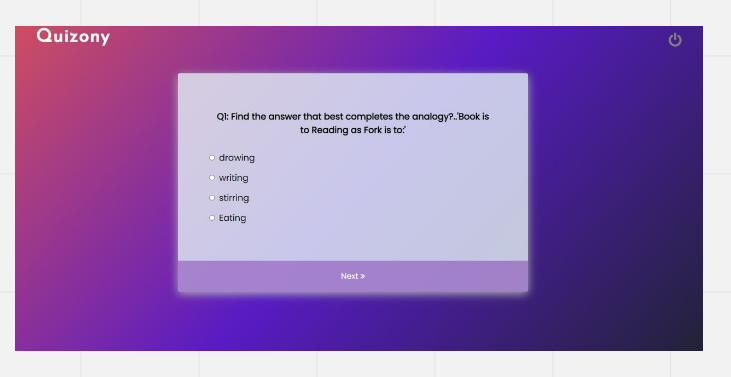 Quizony
Q1: Find the answer that best completes the analogy?..'Book is
to Reading as Fork is to:'
drowing
writing
stirring
Eating
Next »